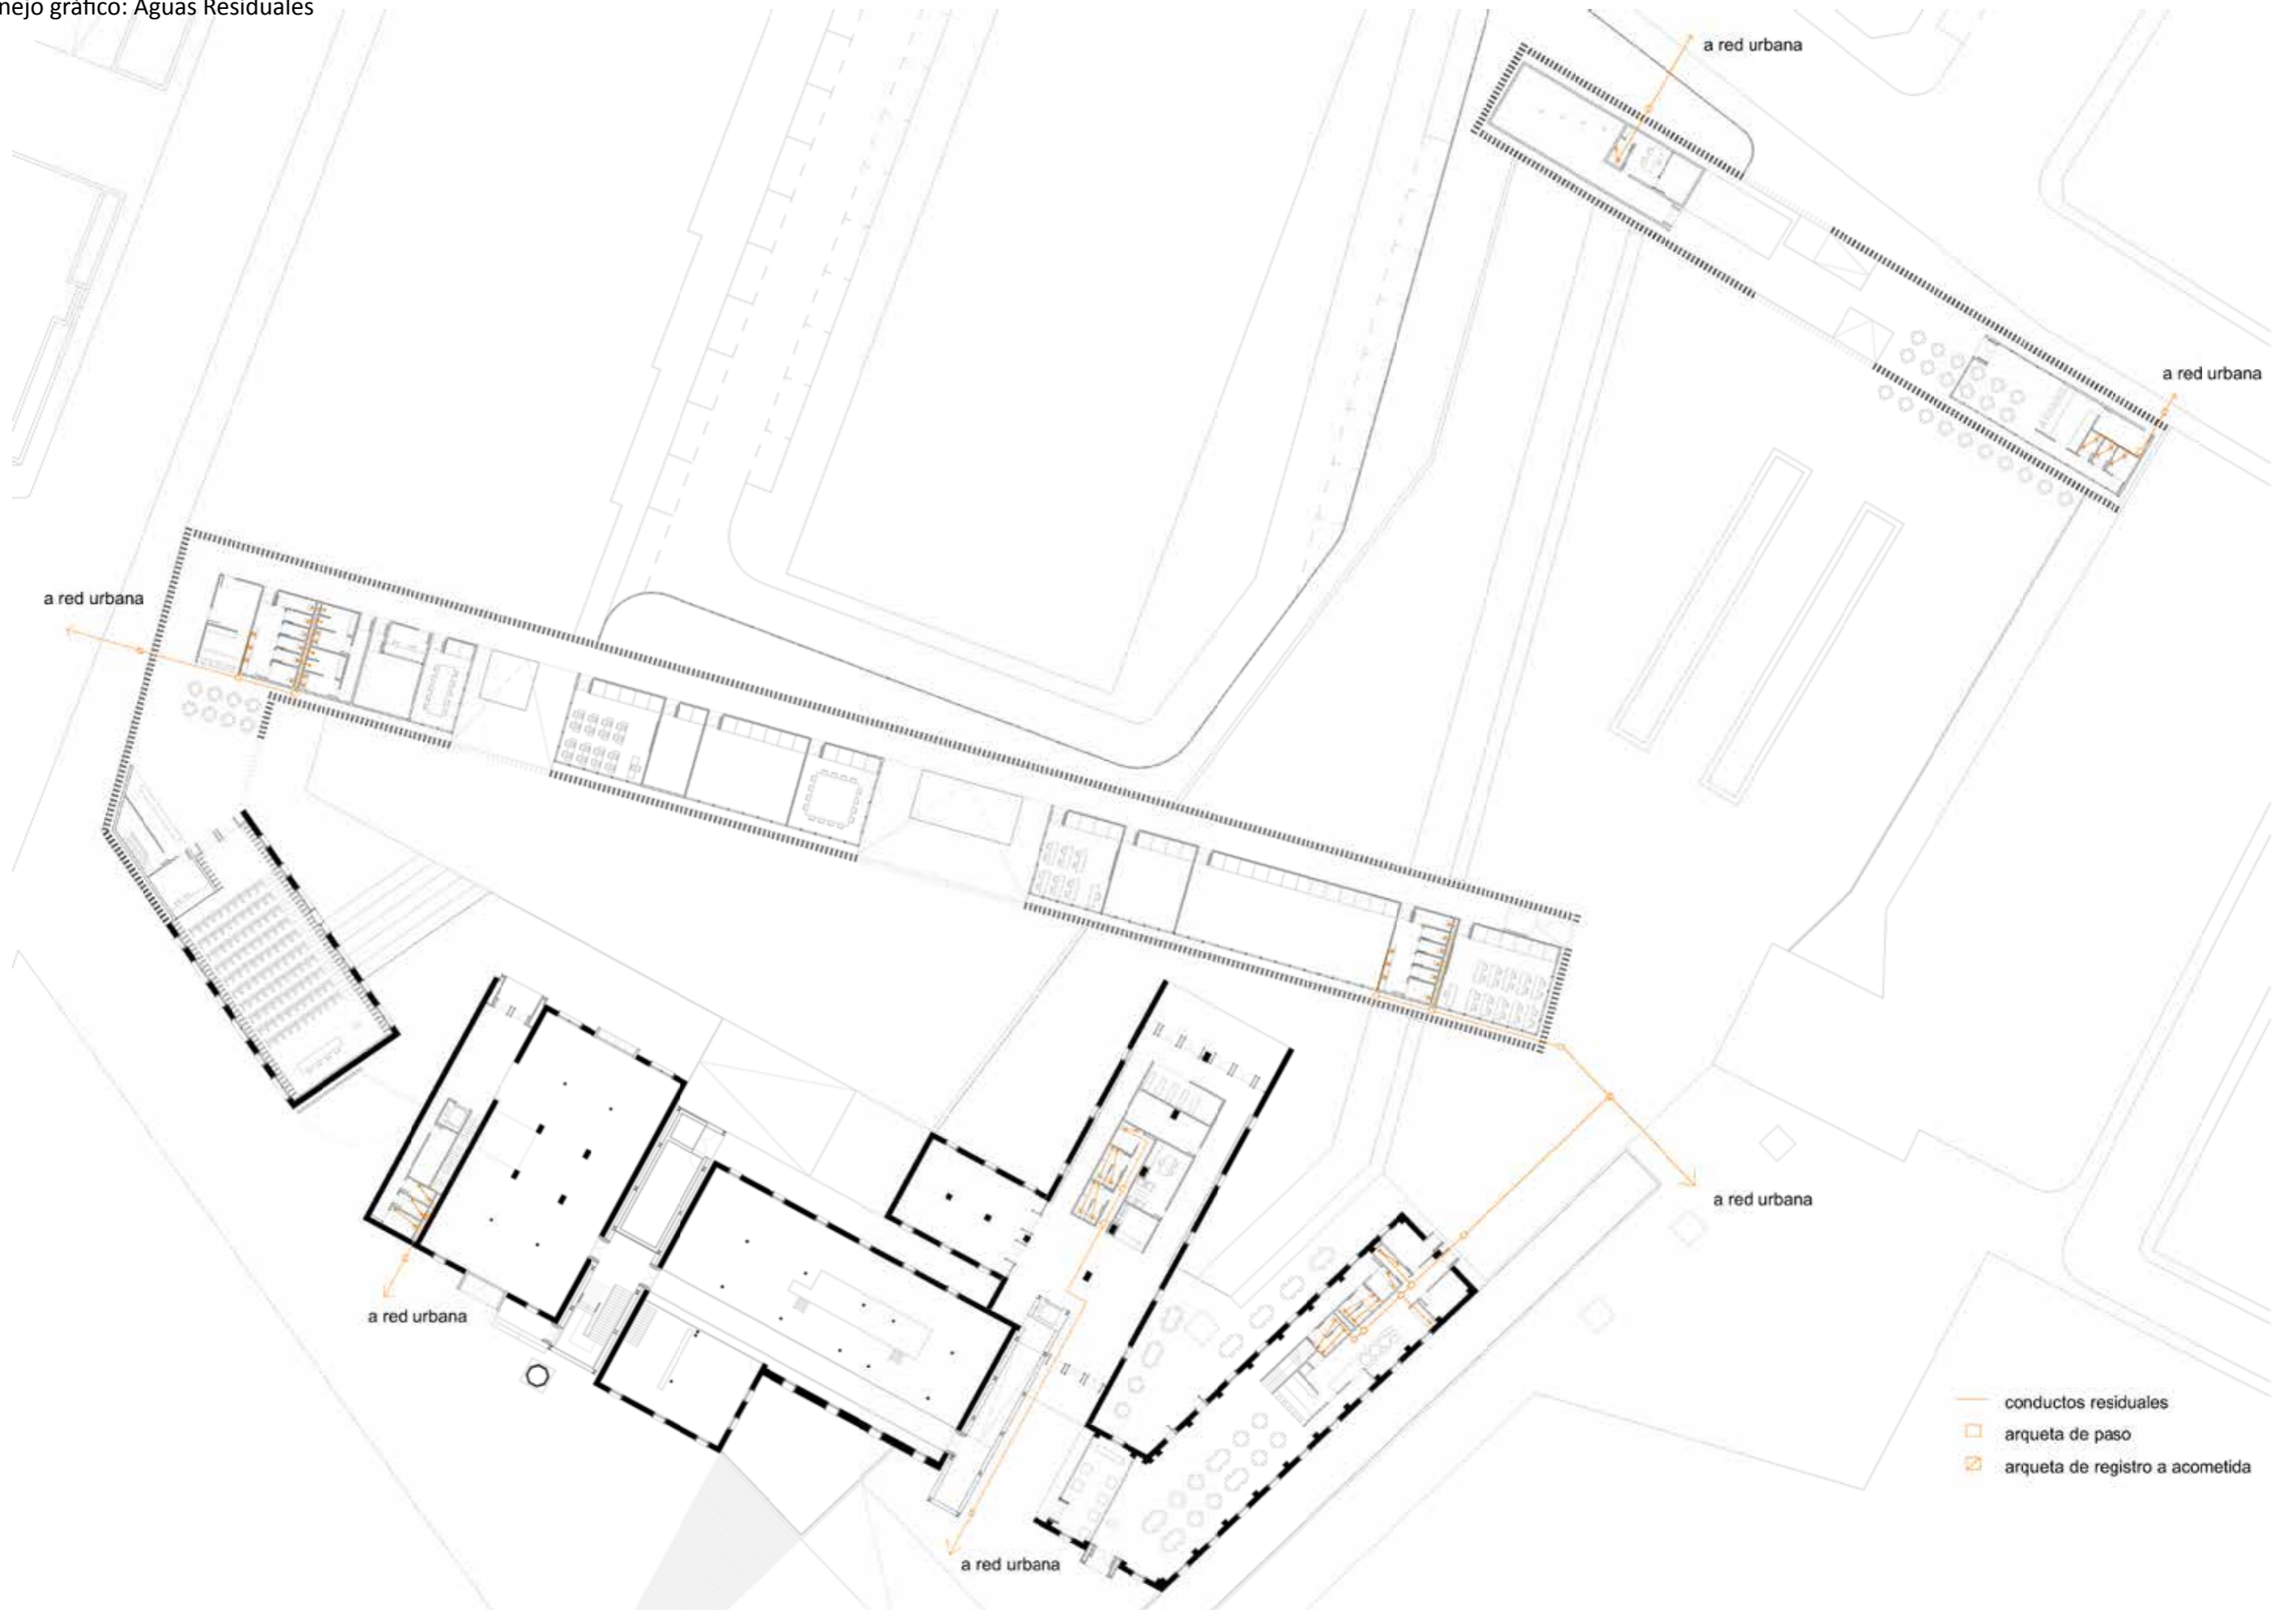 nejo gráfico: Aguas Residuales
a red urbana
a red urbana
a red urbana
a red urbana
a red urbana
a red urbana
conductos residuales
arqueta de paso
arqueta de registro a acometida